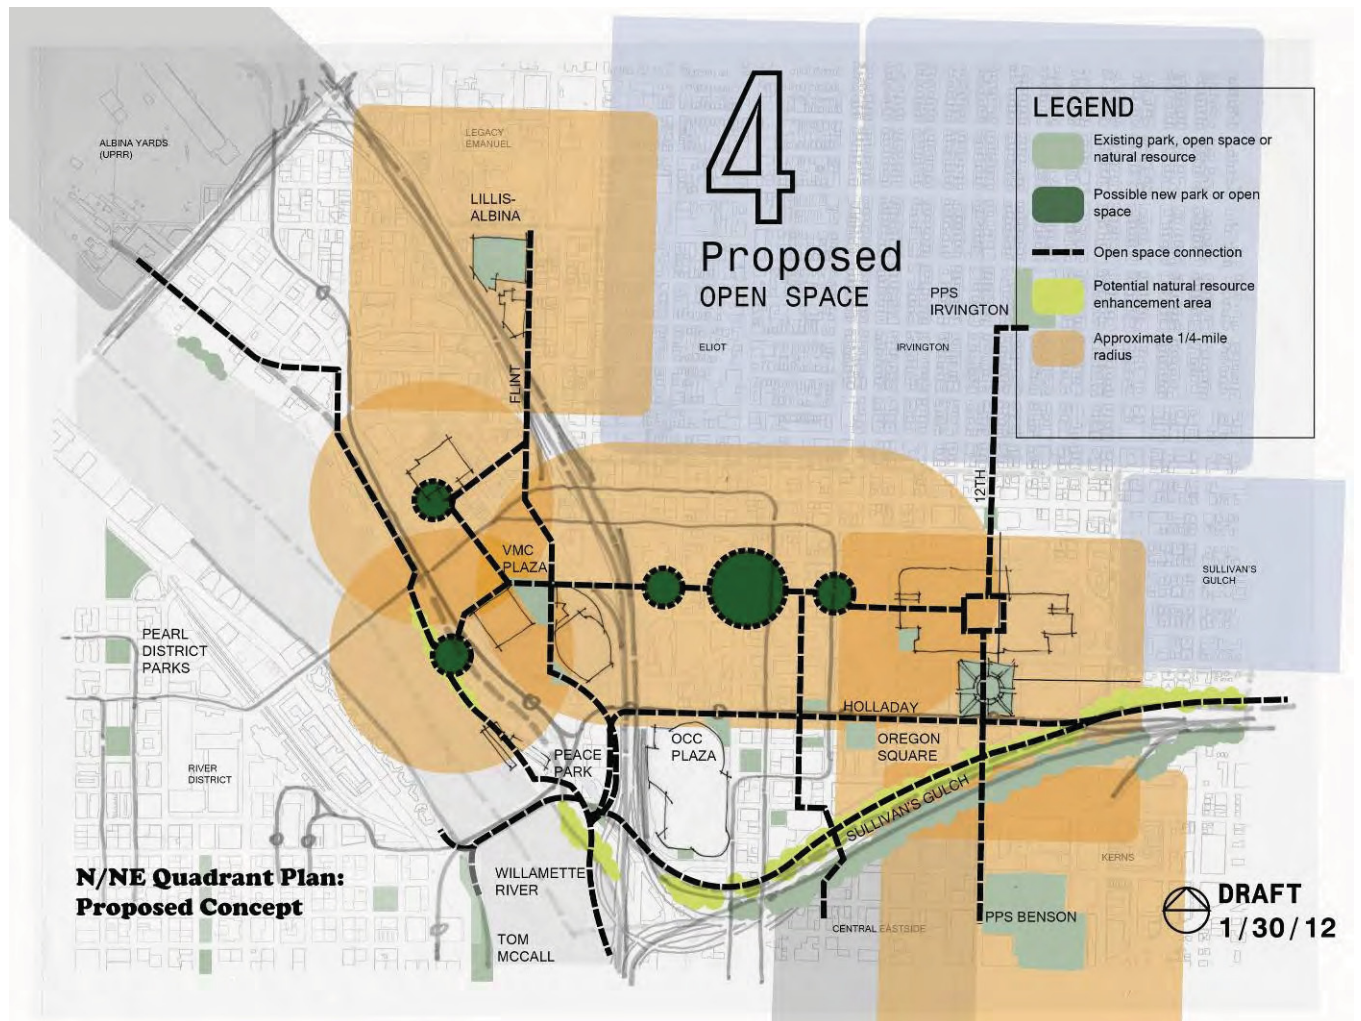 4
Proposed
OPEN SPACE
LEGEND
Existing park, open space or
natural resource
Possible new park or open
space
Open space connection
Potential natural resource
enhancement area
Approximate 1/4-mile
radius
ALBINA YARDS
(UPRR)
LEGACY
EMANUEL
LILLIS-
ALBINA
PPS
IRVINGTON
ELIOT
IRVINGTON
FLINT
12TH
VMC
PLAZA
SULLIVAN'S
GULCH
PEARL
DISTRICT
PARKS
HOLLADAY
PEACE
PARK
OCC
PLAZA
OREGON
SQUARE
RIVER
DISTRICT
SULLIVAN'S GULCH
KERNS
WILLAMETTE
RIVER
N/NE Quadrant Plan:
Proposed Concept
PPS BENSON
CENTRAL EASTSIDE
TOM
MCCALL
DRAFT
1/30/12